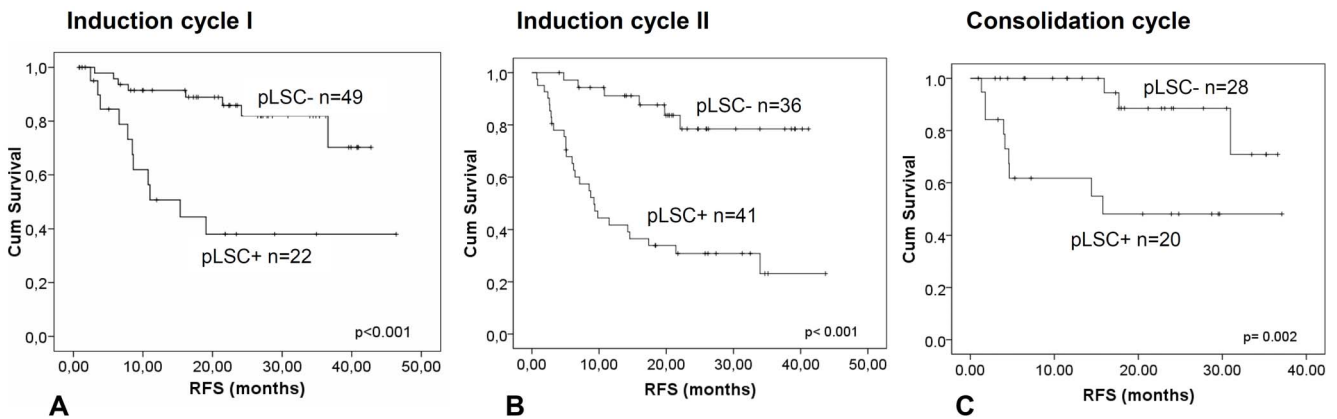 Induction cycle I
1,0
0,8
0,6
0,4
0,2
0,0
Cum Survival
pLSC- n=49
pLSC+ n=22
p<0.001
0,00 10,00 20,00 30,00 40,00 50,00
RFS (months)
A
Induction cycle II
1,0
0,8
0,6
0,4
0,2
0,0
Cum Survival
pLSC- n=36
pLSC+ n=41
p< 0.001
0,00 10,00 20,00 30,00 40,00 50,00
RFS (months)
B
Consolidation cycle
1,0
0,8
0,6
0,4
0,2
0,0
Cum Survival
pLSC- n=28
pLSC+ n=20
p= 0.002
0,00 10.00 20.00 30.00 40.00
RFS (months)
C